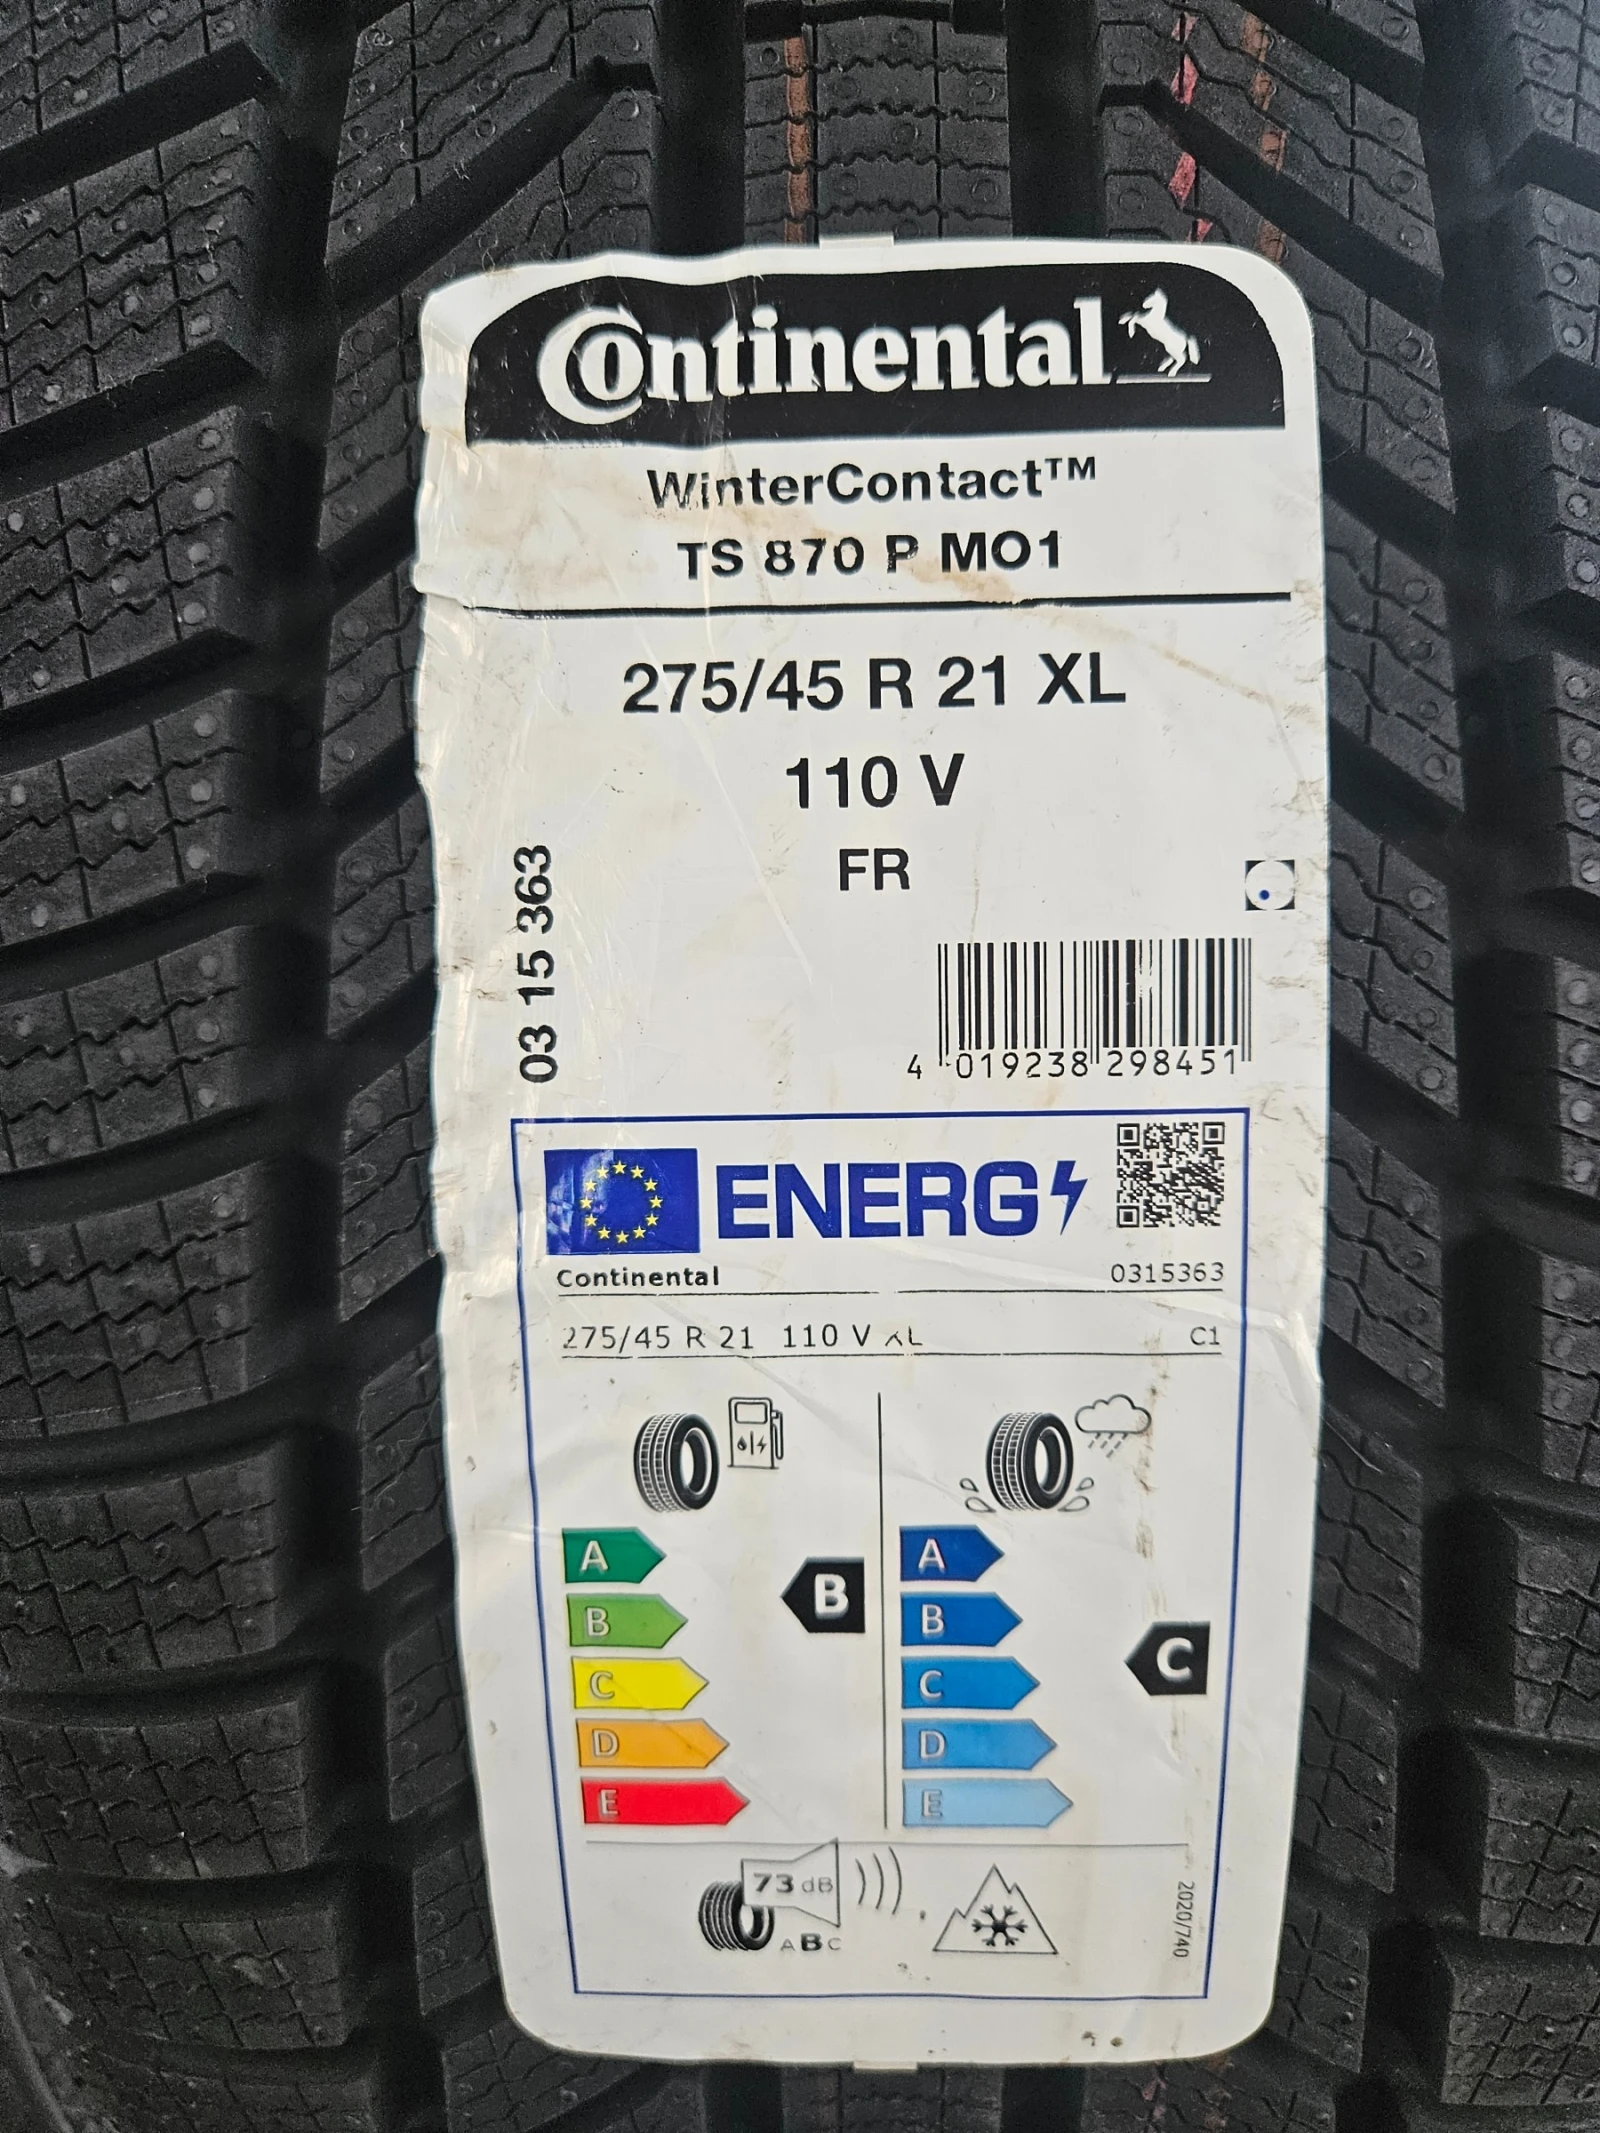 Continental
WinterContact™
TS 870 P MO1
275/45 R 21 XL
110 V
FR
03 15 363
4 019238 298451
ENERG
Continental 0315363
275/45 R 21 110 V XL C1
A
B
C
D
E
B
A
B
C
D
E
C
73 dB
ABC
2020/740